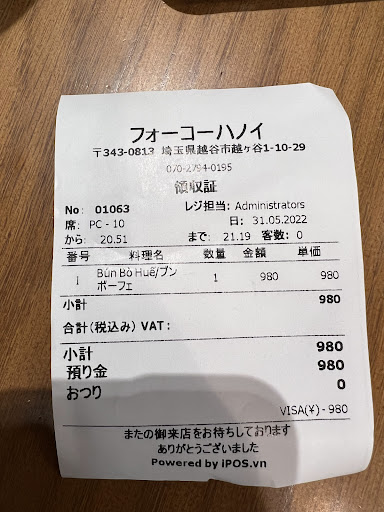 フォーコーハノイ
〒343-0813 埼玉県越谷市越ヶ谷1-10-29
070-2794-0195
領収証
No: 01063 レジ担当: Administrators
席: PC - 10 日: 31.05.2022
から: 20.51 まで: 21.19 客数: 0
番号 料理名 数量 金額 単価
1 Bún Bò Huế/ブン 1 980 980
ボーフェ
小計 980
合計(税込み) VAT:
小計 980
預り金 980
おつり 0
VISA(¥) - 980
またの御来店をお待ちしております
ありがとうございました
Powered by iPOS.vn